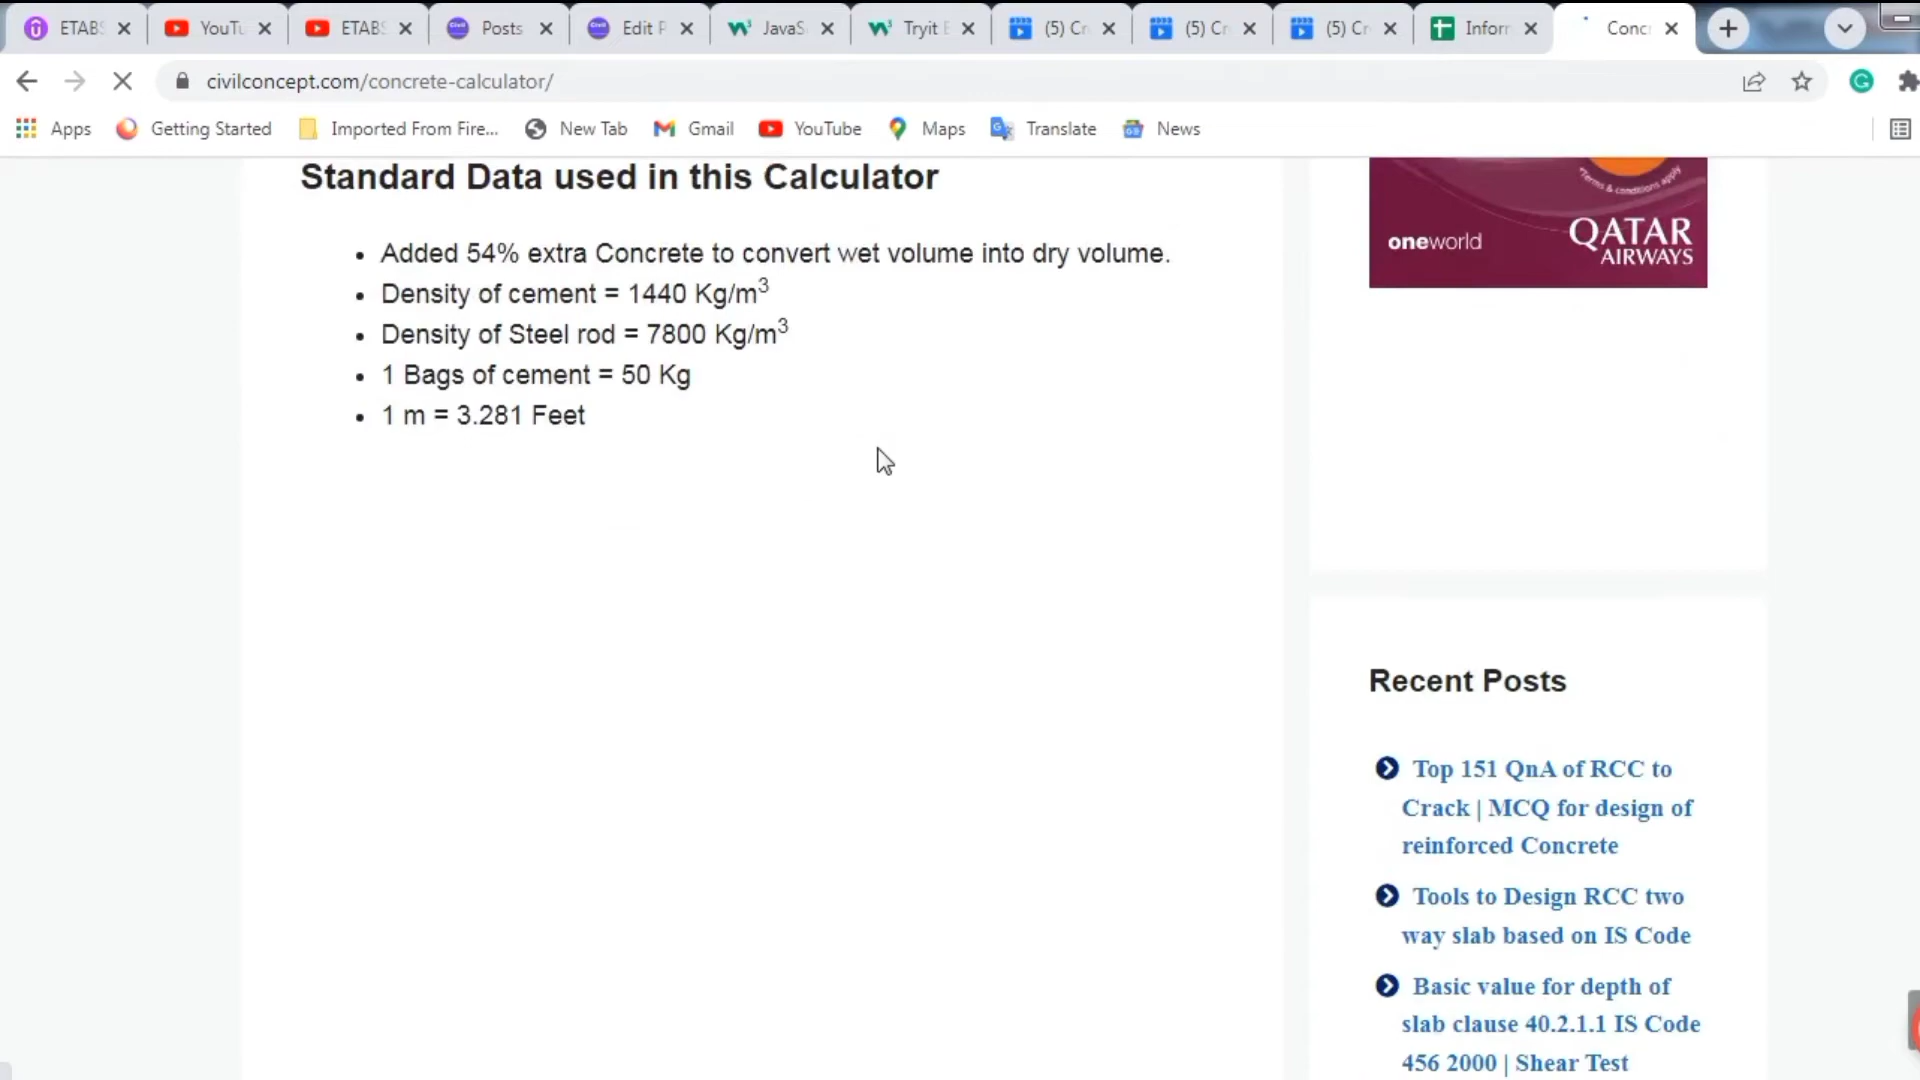 ETABS
YouTu
ETABS
Posts
Edit P
JavaS
Tryit E
(5) Cr
(5) Cr
(5) Cr
Inforr
Conc
civilconcept.com/concrete-calculator/
Apps
Getting Started
Imported From Fire...
New Tab
Gmail
YouTube
Maps
Translate
News
Standard Data used in this Calculator
• Added 54% extra Concrete to convert wet volume into dry volume.
• Density of cement = 1440 Kg/m³
• Density of Steel rod = 7800 Kg/m³
• 1 Bags of cement = 50 Kg
• 1 m = 3.281 Feet
*Terms & conditions apply
oneworld
QATAR
AIRWAYS
Recent Posts
Top 151 QnA of RCC to
Crack | MCQ for design of
reinforced Concrete
Tools to Design RCC two
way slab based on IS Code
Basic value for depth of
slab clause 40.2.1.1 IS Code
456 2000 | Shear Test